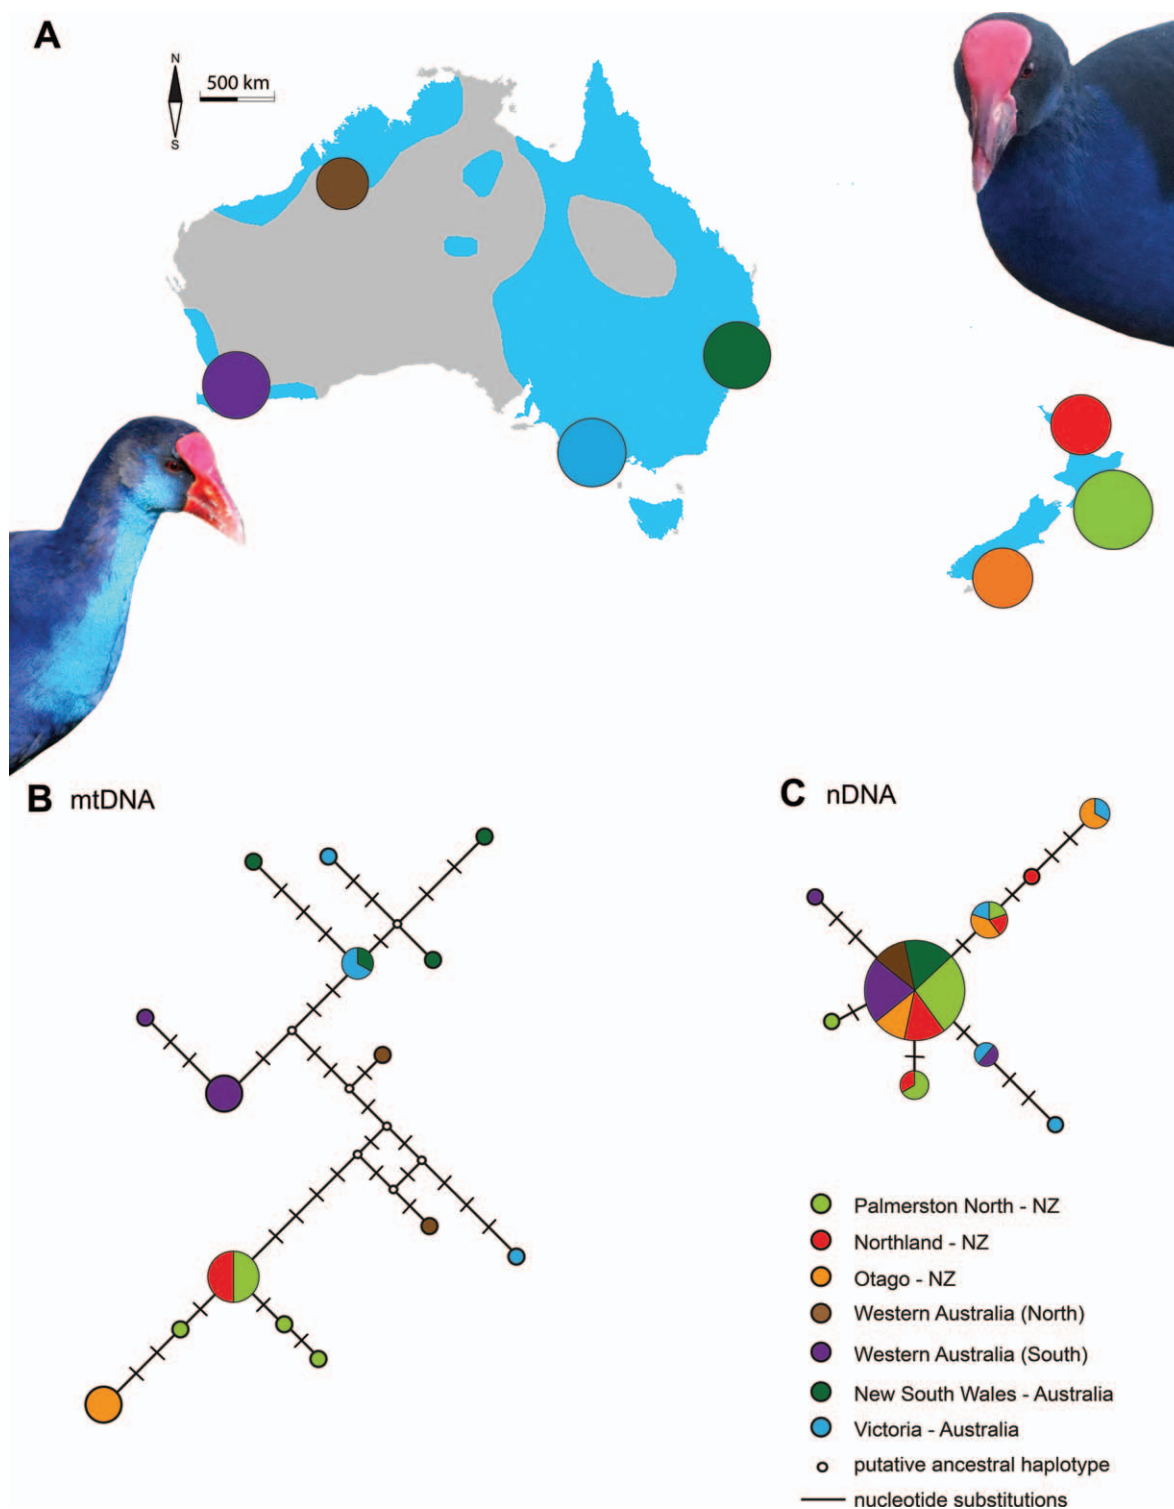 A
N
500 km
S
B mtDNA
C nDNA
Palmerston North - NZ
Northland - NZ
Otago - NZ
Western Australia (North)
Western Australia (South)
New South Wales - Australia
Victoria - Australia
putative ancestral haplotype
nucleotide substitutions